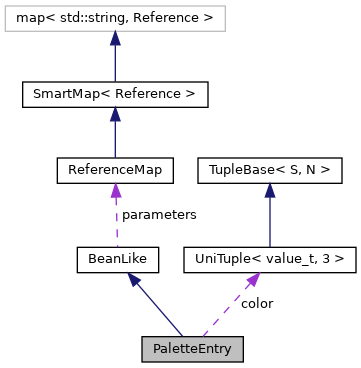 map< std::string, Reference >
SmartMap< Reference >
ReferenceMap
TupleBase< S, N >
parameters
BeanLike
UniTuple< value_t, 3 >
color
PaletteEntry